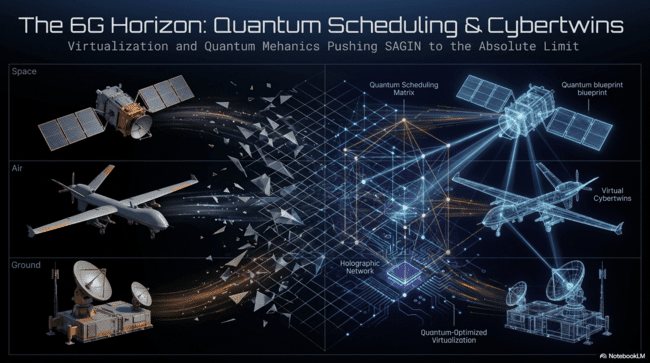 The 6G Horizon: Quantum Scheduling & Cybertwins
Virtualization and Quantum Mehanics Pushing SAGIN to the Absolute Limit
Space
Quantum Scheduling
Matrix
Quantum blueprint
blueprint
Air
Virtual
Cybertwins
Ground
Holographic
Network
Quantum-Optimized
Virtualization
NotebookLM